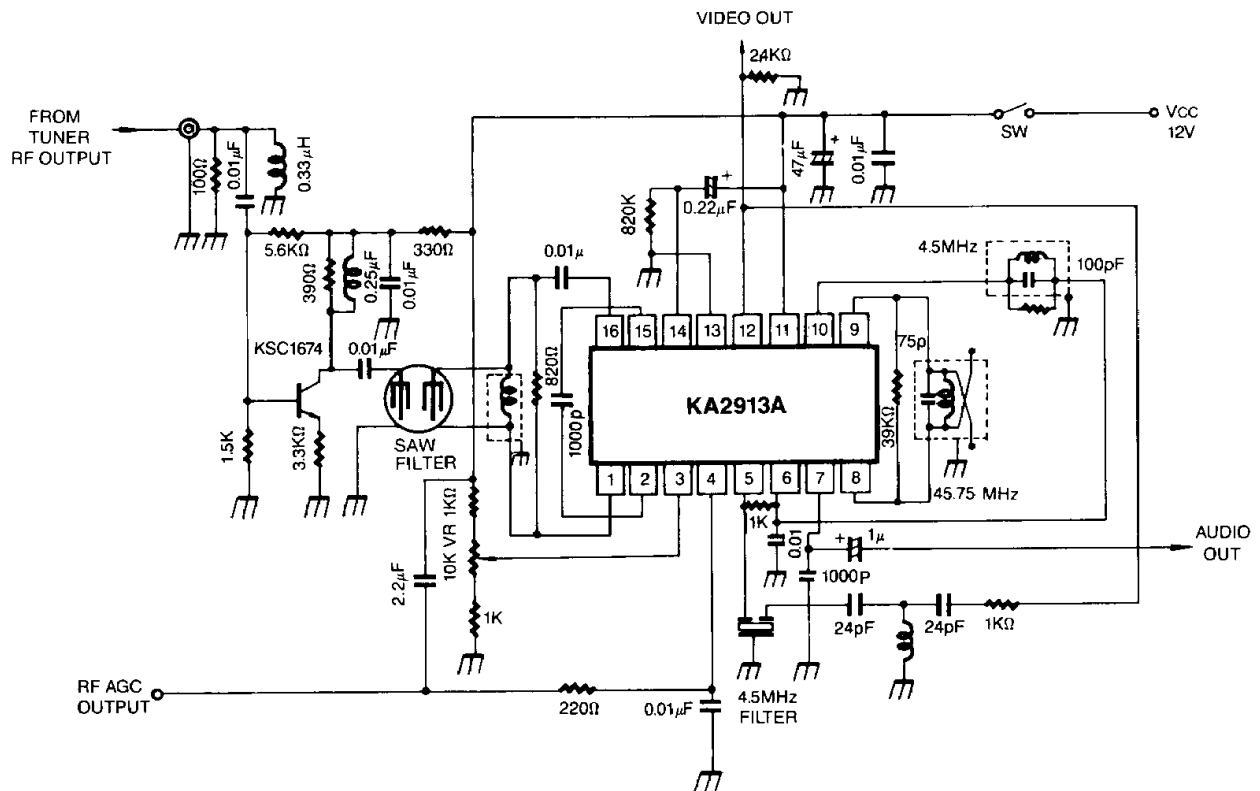 VIDEO OUT
24KΩ
FROM
TUNER
RF OUTPUT
100Ω
0.01µF
0.33µH
VCC
12V
SW
47µF
+
0.01µF
820K
+
0.22µF
5.6KΩ
330Ω
390Ω
0.25µF
0.01µF
0.01µ
4.5MHz
100pF
KSC1674
0.01µF
16
15
14
13
12
11
10
9
75p
820Ω
1000p
KA2913A
39KΩ
1.5K
3.3KΩ
SAW
FILTER
1
2
3
4
5
6
7
8
45.75 MHz
1K
0.01
+
1µ
AUDIO
OUT
1KΩ
10K VR
2.2µF
1000P
24pF
24pF
1KΩ
1K
RF AGC
OUTPUT
220Ω
0.01µF
4.5MHz
FILTER